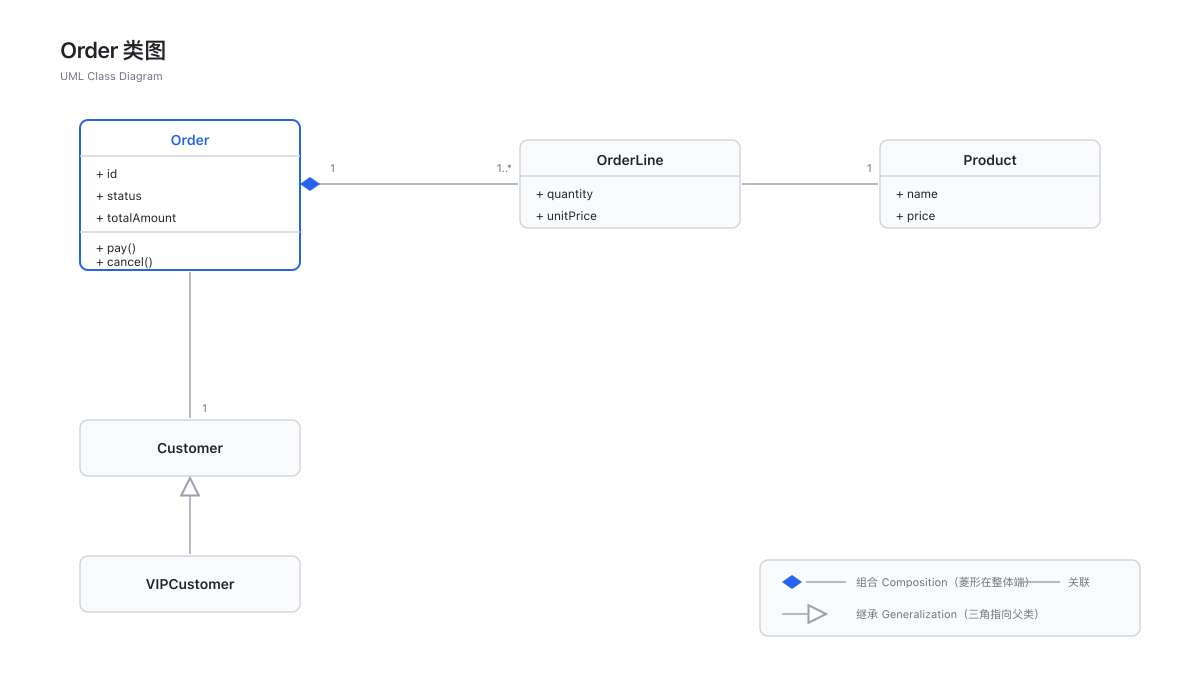 Order 类图
UML Class Diagram
Order
+ id
+ status
+ totalAmount
+ pay()
+ cancel()
1
1..*
OrderLine
+ quantity
+ unitPrice
1
Product
+ name
+ price
1
Customer
VIPCustomer
组合 Composition（菱形在整体端）
关联
继承 Generalization（三角指向父类）